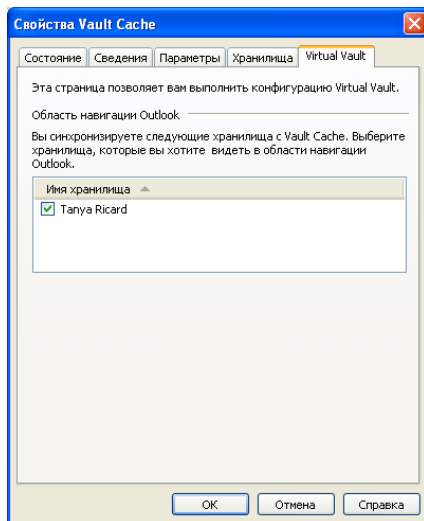 Свойства Vault Cache
Состояние Сведения Параметры Хранилища Virtual Vault
Эта страница позволяет вам выполнить конфигурацию Virtual Vault.
Область навигации Outlook
Вы синхронизируете следующие хранилища с Vault Cache. Выберите
хранилища, которые вы хотите видеть в области навигации
Outlook.
Имя хранилища
Tanya Ricard
ОК Отмена Справка